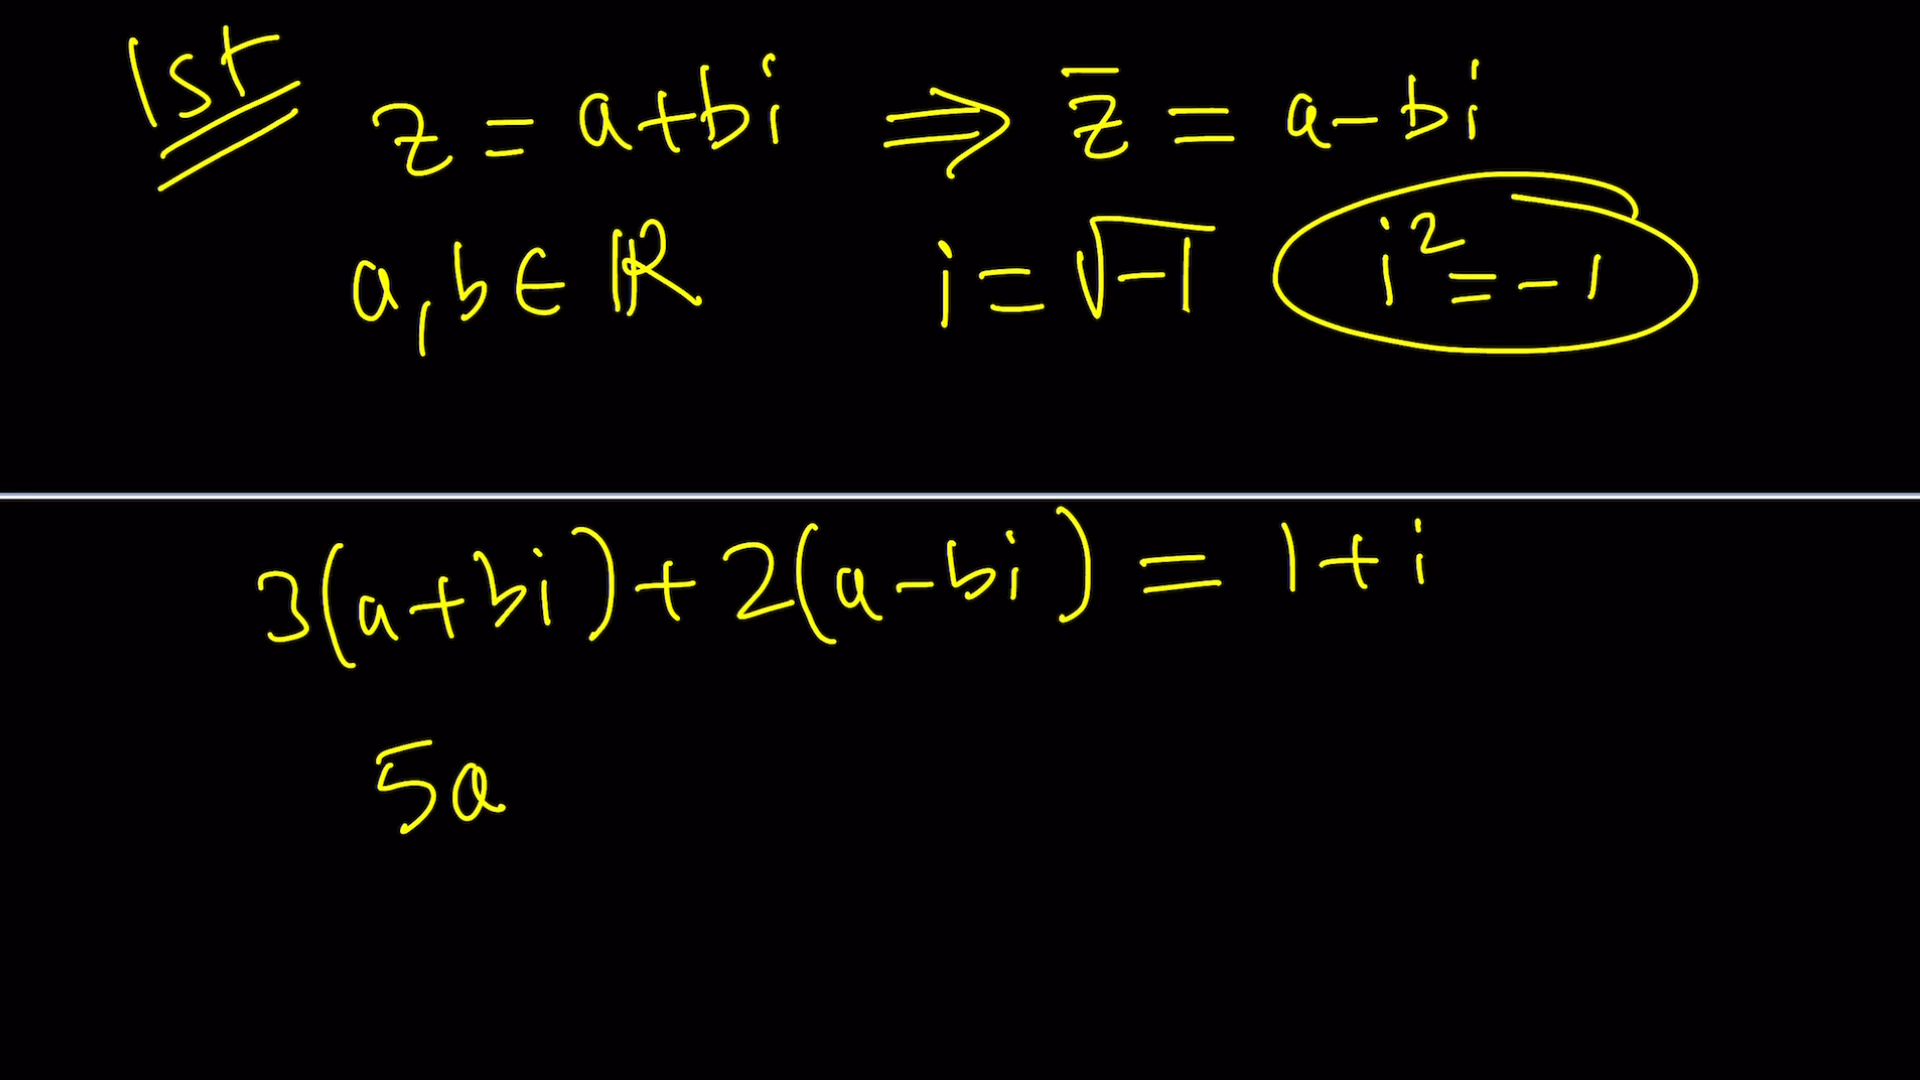 1st
z = a+bi ⟹ z̅ = a-bi
a,b ∈ ℝ i = √-1 i² = -1
3(a+bi)+2(a-bi) = 1+i
5a